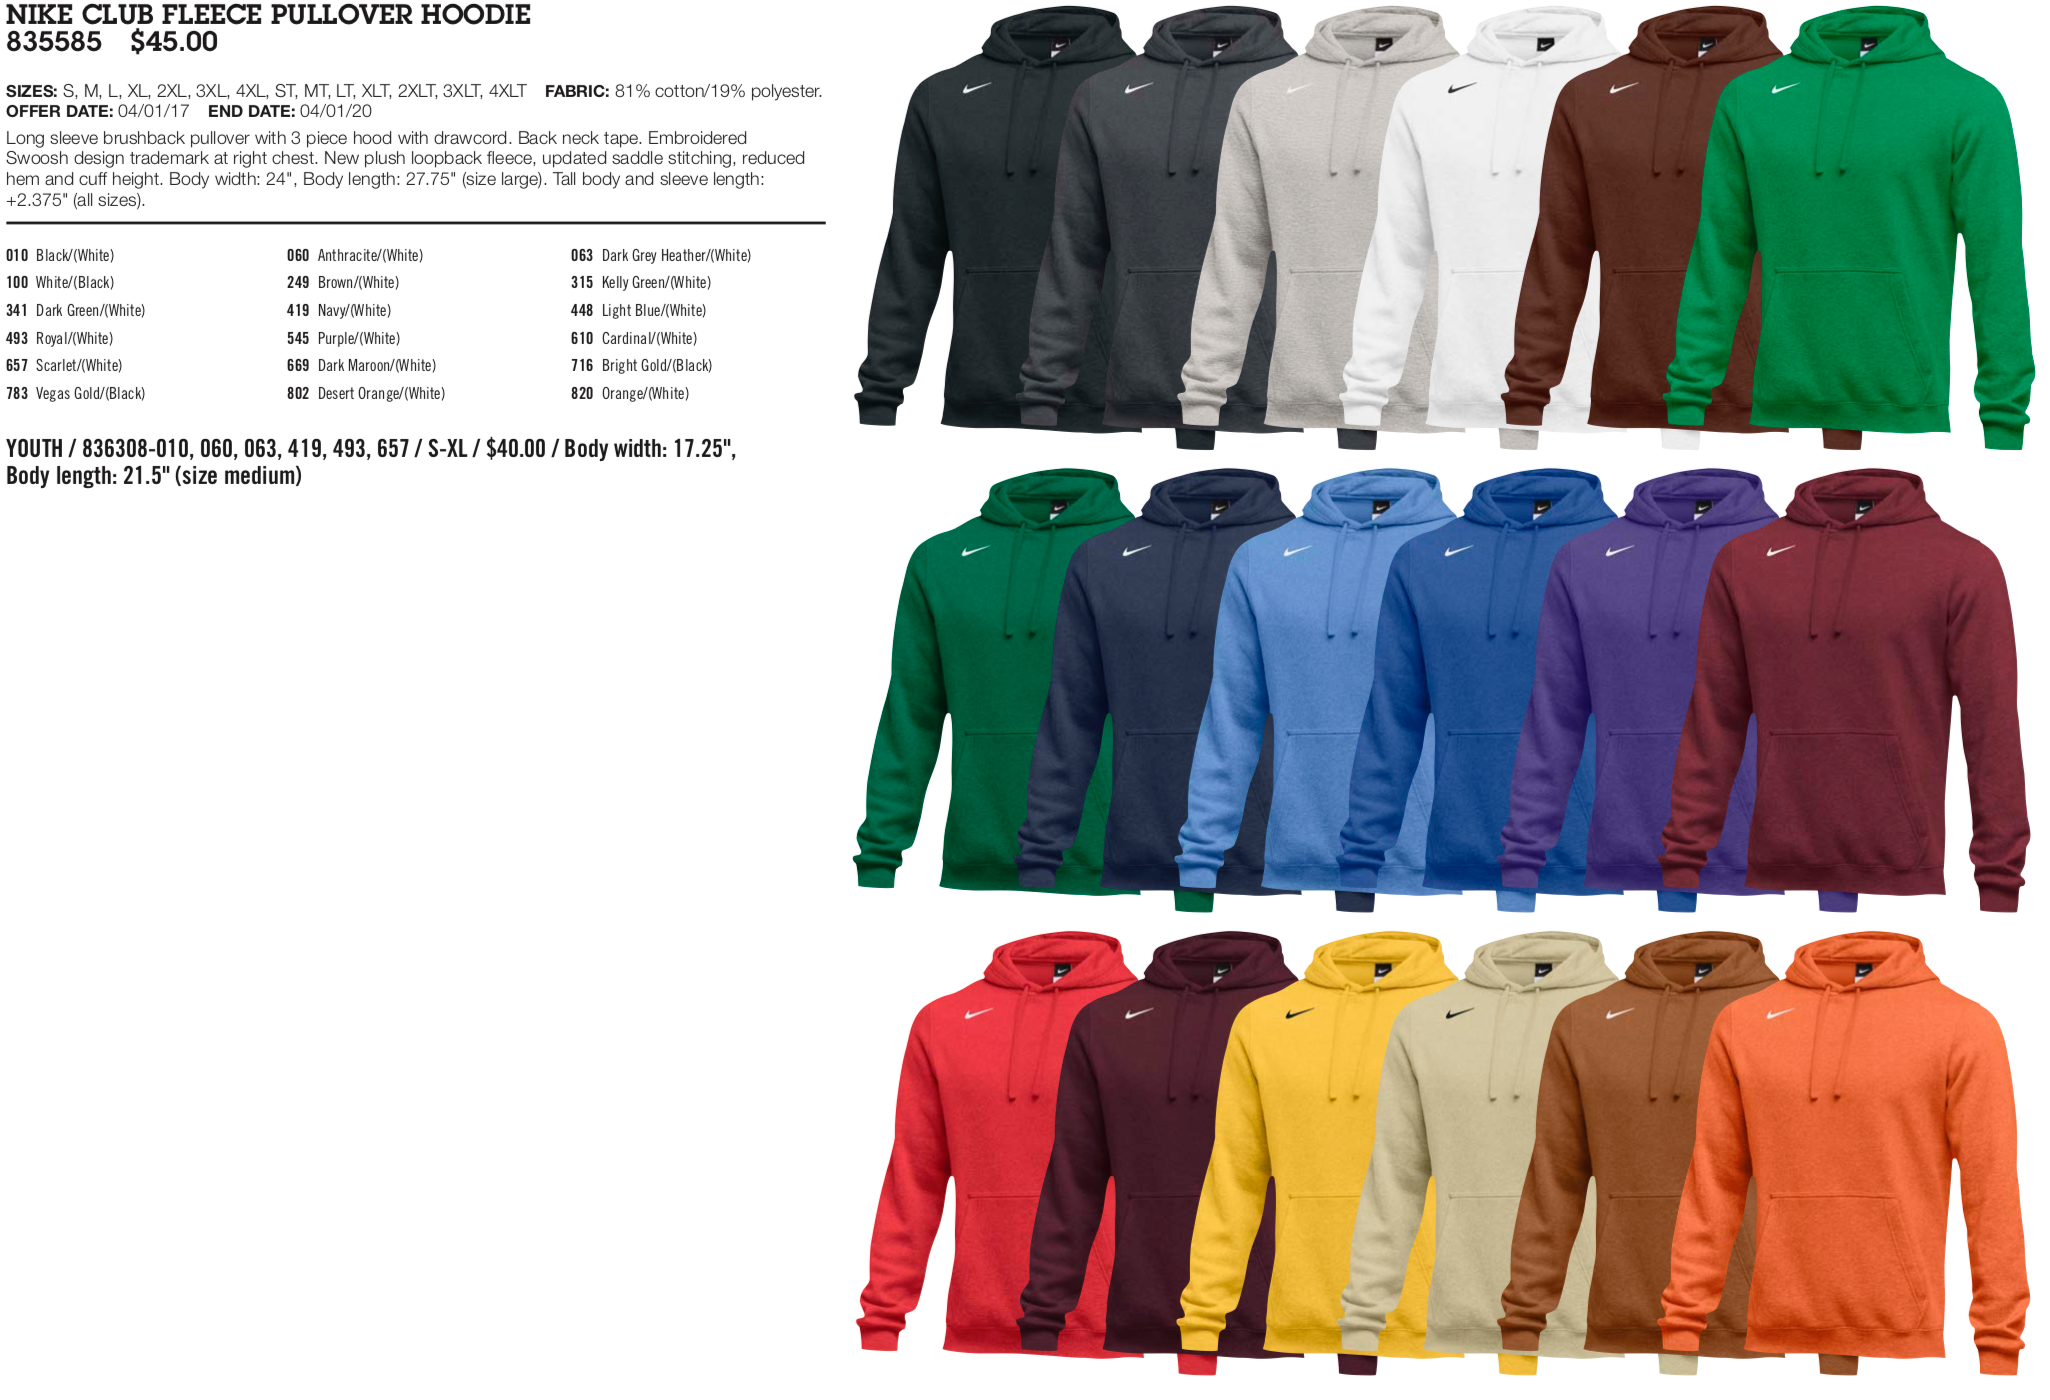 NIKE CLUB FLEECE PULLOVER HOODIE
835585 $45.00
SIZES: S, M, L, XL, 2XL, 3XL, 4XL, ST, MT, LT, XLT, 2XLT, 3XLT, 4XLT FABRIC: 81% cotton/19% polyester.
OFFER DATE: 04/01/17 END DATE: 04/01/20
Long sleeve brushback pullover with 3 piece hood with drawcord. Back neck tape. Embroidered
Swoosh design trademark at right chest. New plush loopback fleece, updated saddle stitching, reduced
hem and cuff height. Body width: 24", Body length: 27.75" (size large). Tall body and sleeve length:
+2.375" (all sizes).
010 Black/(White) 060 Anthracite/(White) 063 Dark Grey Heather/(White)
100 White/(Black) 249 Brown/(White) 315 Kelly Green/(White)
341 Dark Green/(White) 419 Navy/(White) 448 Light Blue/(White)
493 Royal/(White) 545 Purple/(White) 610 Cardinal/(White)
657 Scarlet/(White) 669 Dark Maroon/(White) 716 Bright Gold/(Black)
783 Vegas Gold/(Black) 802 Desert Orange/(White) 820 Orange/(White)
YOUTH / 836308-010, 060, 063, 419, 493, 657 / S-XL / $40.00 / Body width: 17.25",
Body length: 21.5" (size medium)